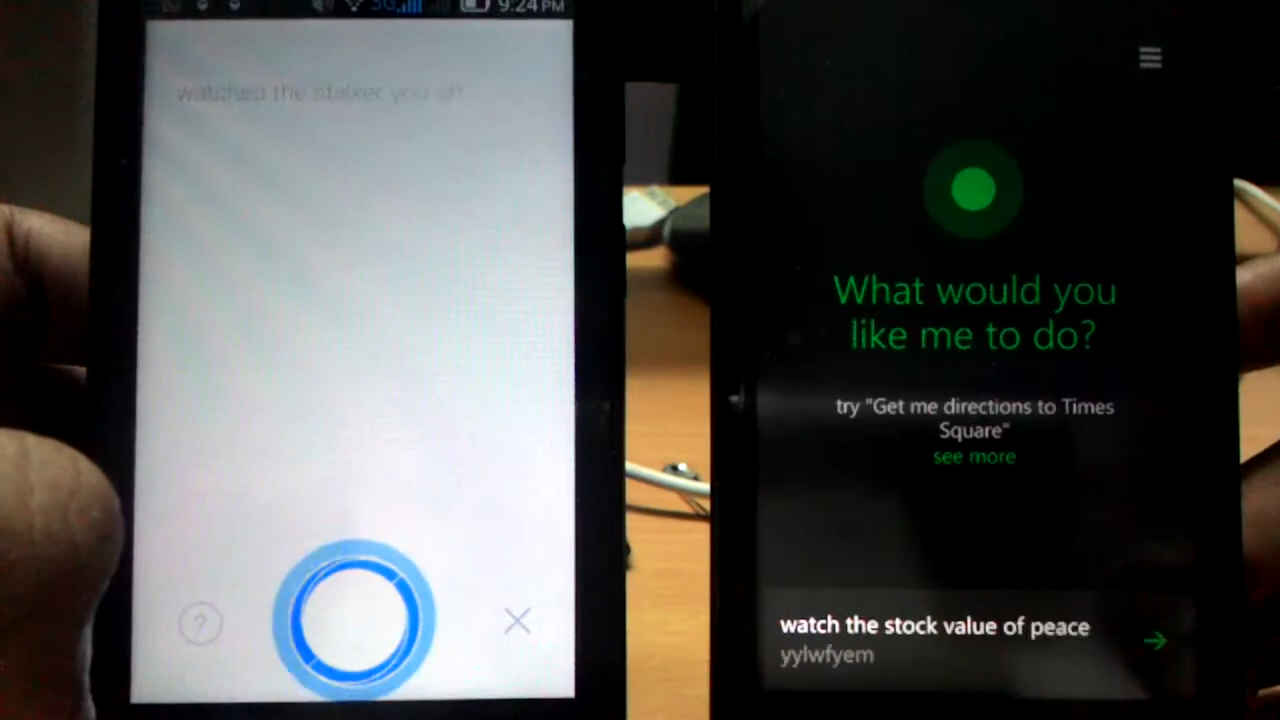 3G 9:24 PM
watched the stalker you
?
What would you
like me to do?
try "Get me directions to Times
Square"
see more
watch the stock value of peace
yylwfyem